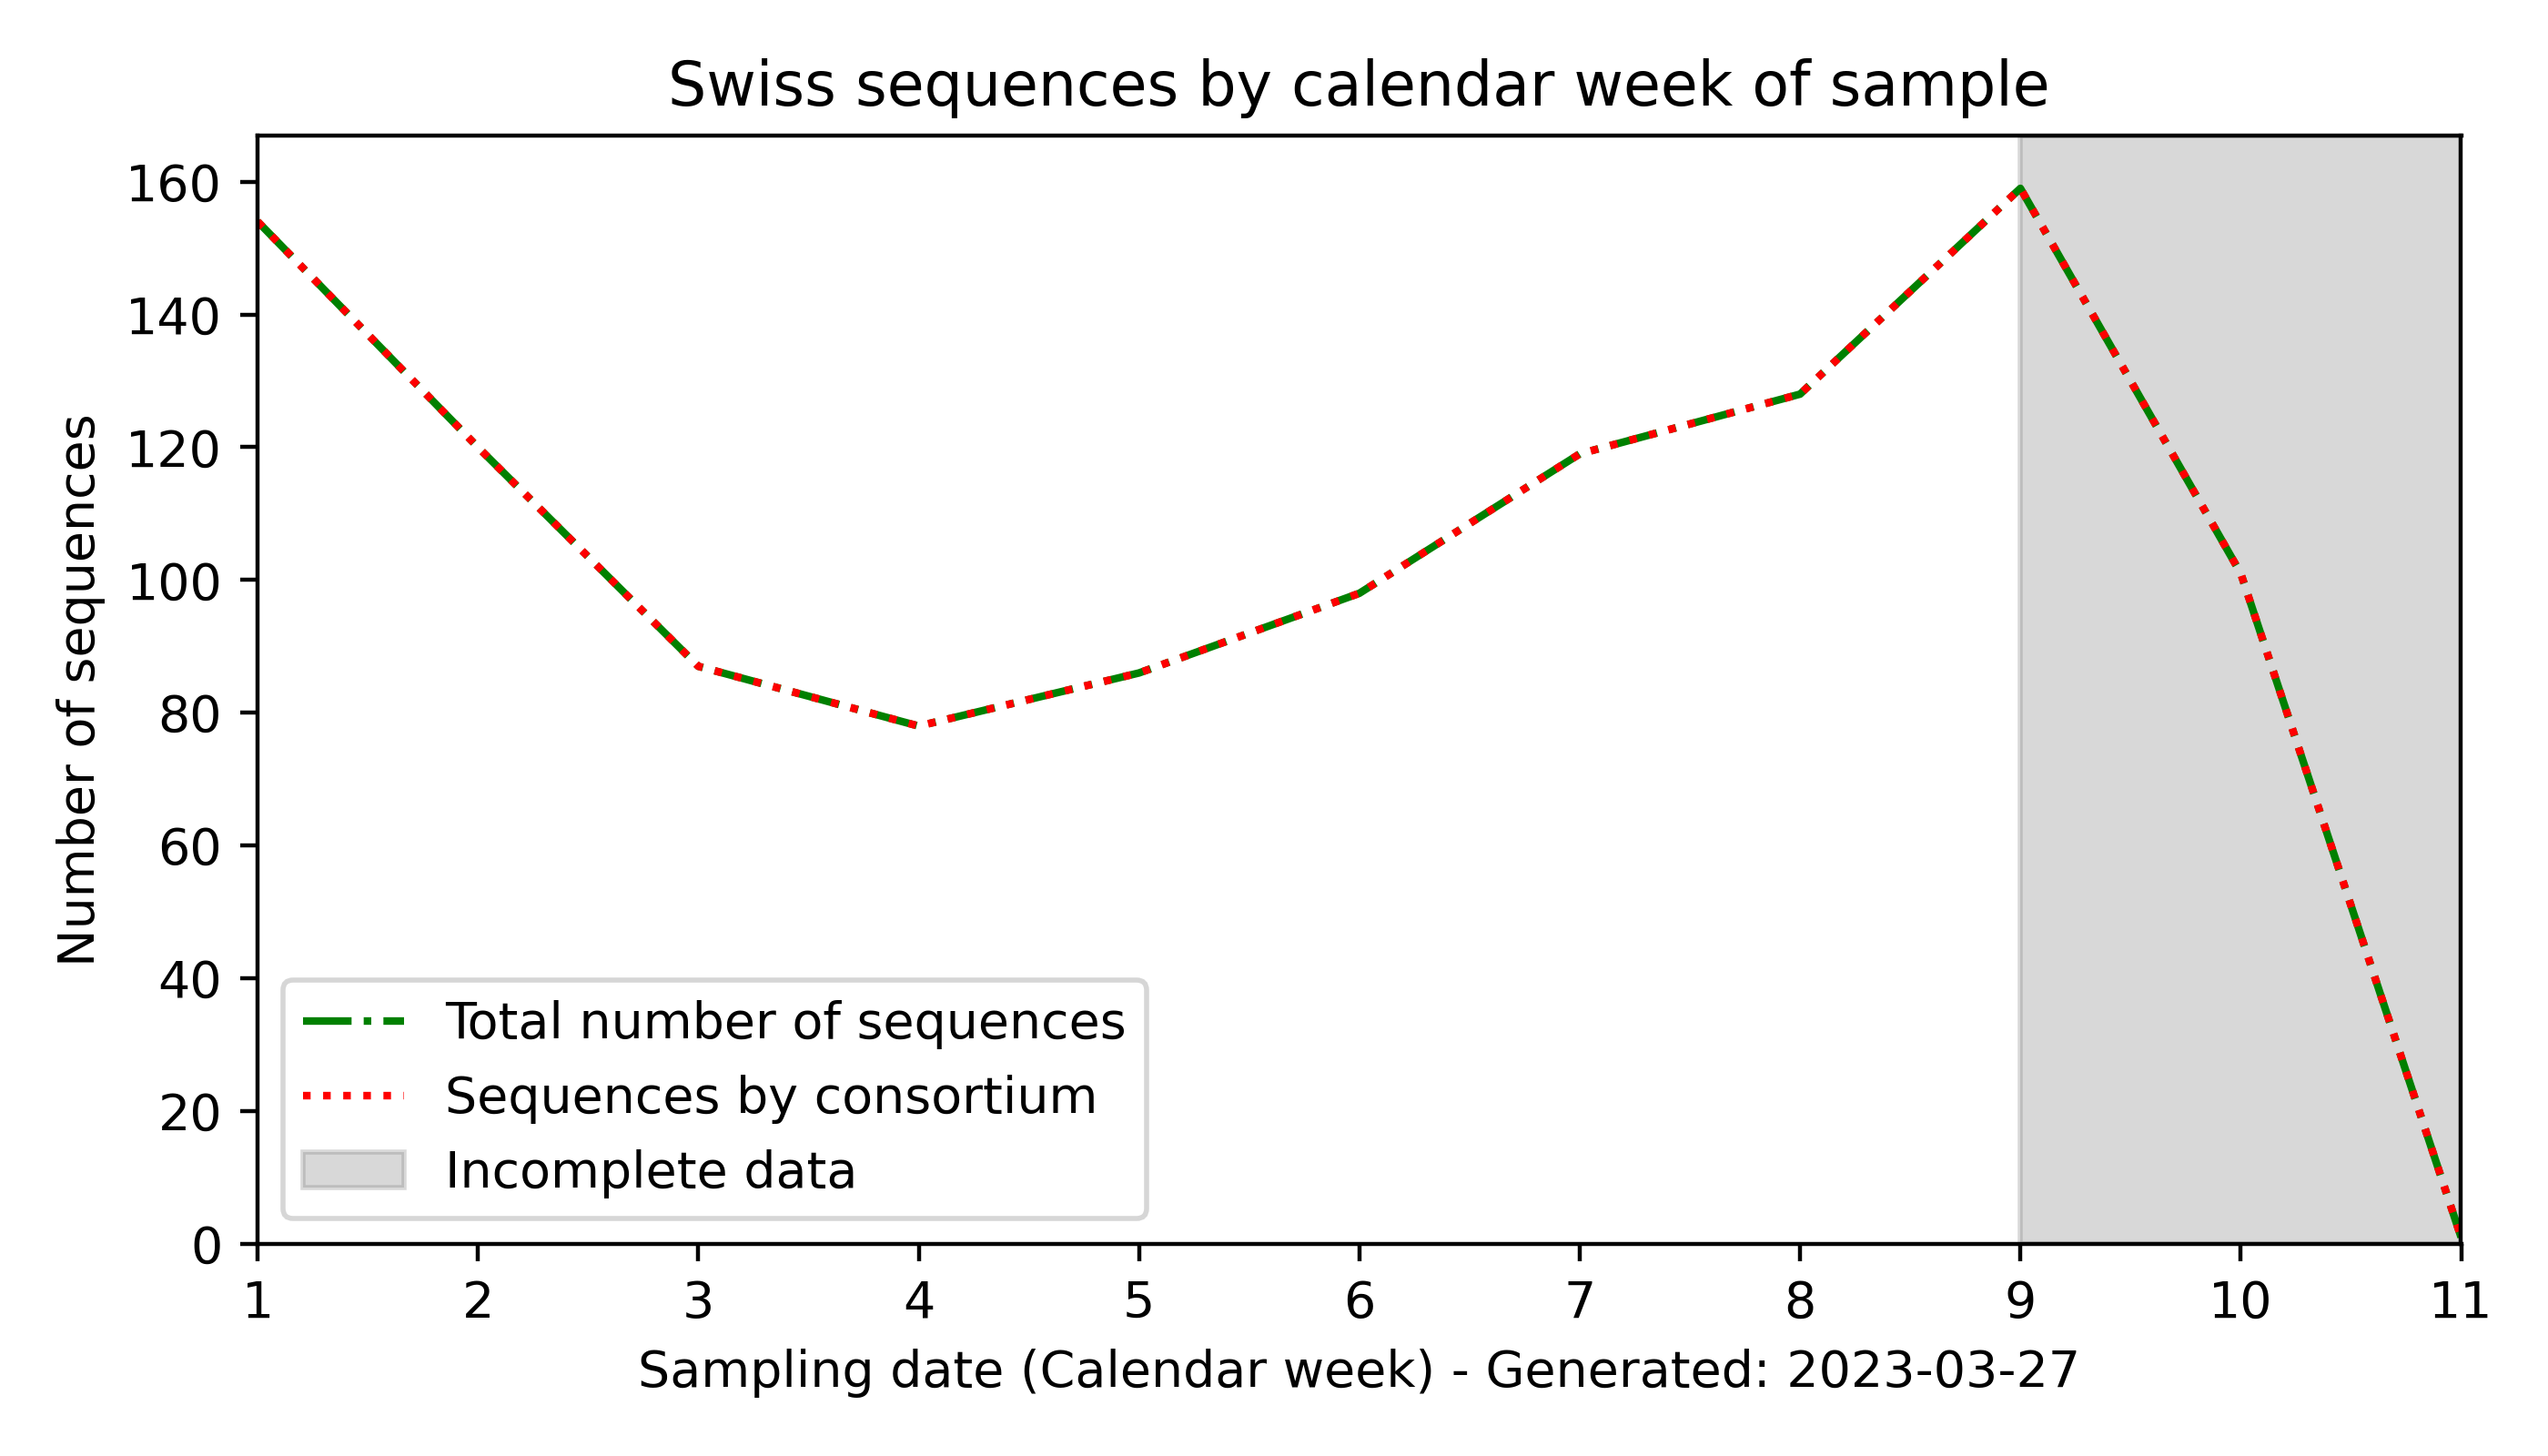 Swiss sequences by calendar week of sample
160
140
120
100
80
60
40
20
0
Number of sequences
Total number of sequences
Sequences by consortium
Incomplete data
1 2 3 4 5 6 7 8 9 10 11
Sampling date (Calendar week) - Generated: 2023-03-27